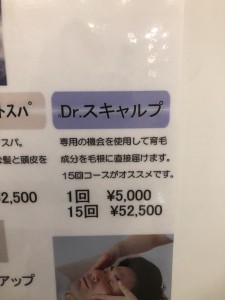 トスパ
Dr.スキャルプ
スパ。
髪と頭皮を
2,500
専用の機会を使用して育毛
成分を毛根に直接届けます。
15回コースがオススメです。
1回 ¥5,000
15回 ¥52,500
アップ